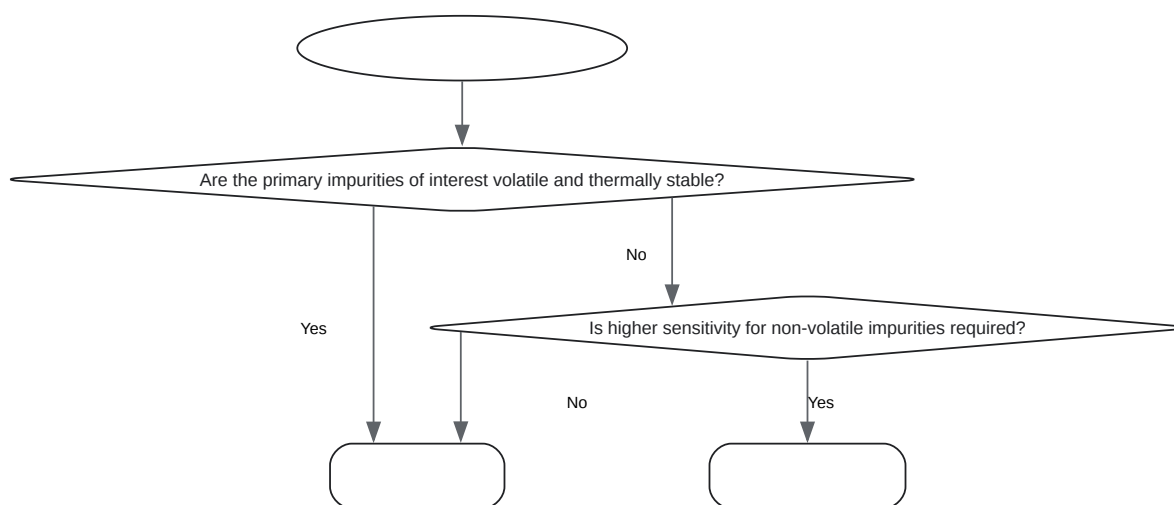 Are the primary impurities of interest volatile and thermally stable?
No
Yes
Is higher sensitivity for non-volatile impurities required?
No
Yes